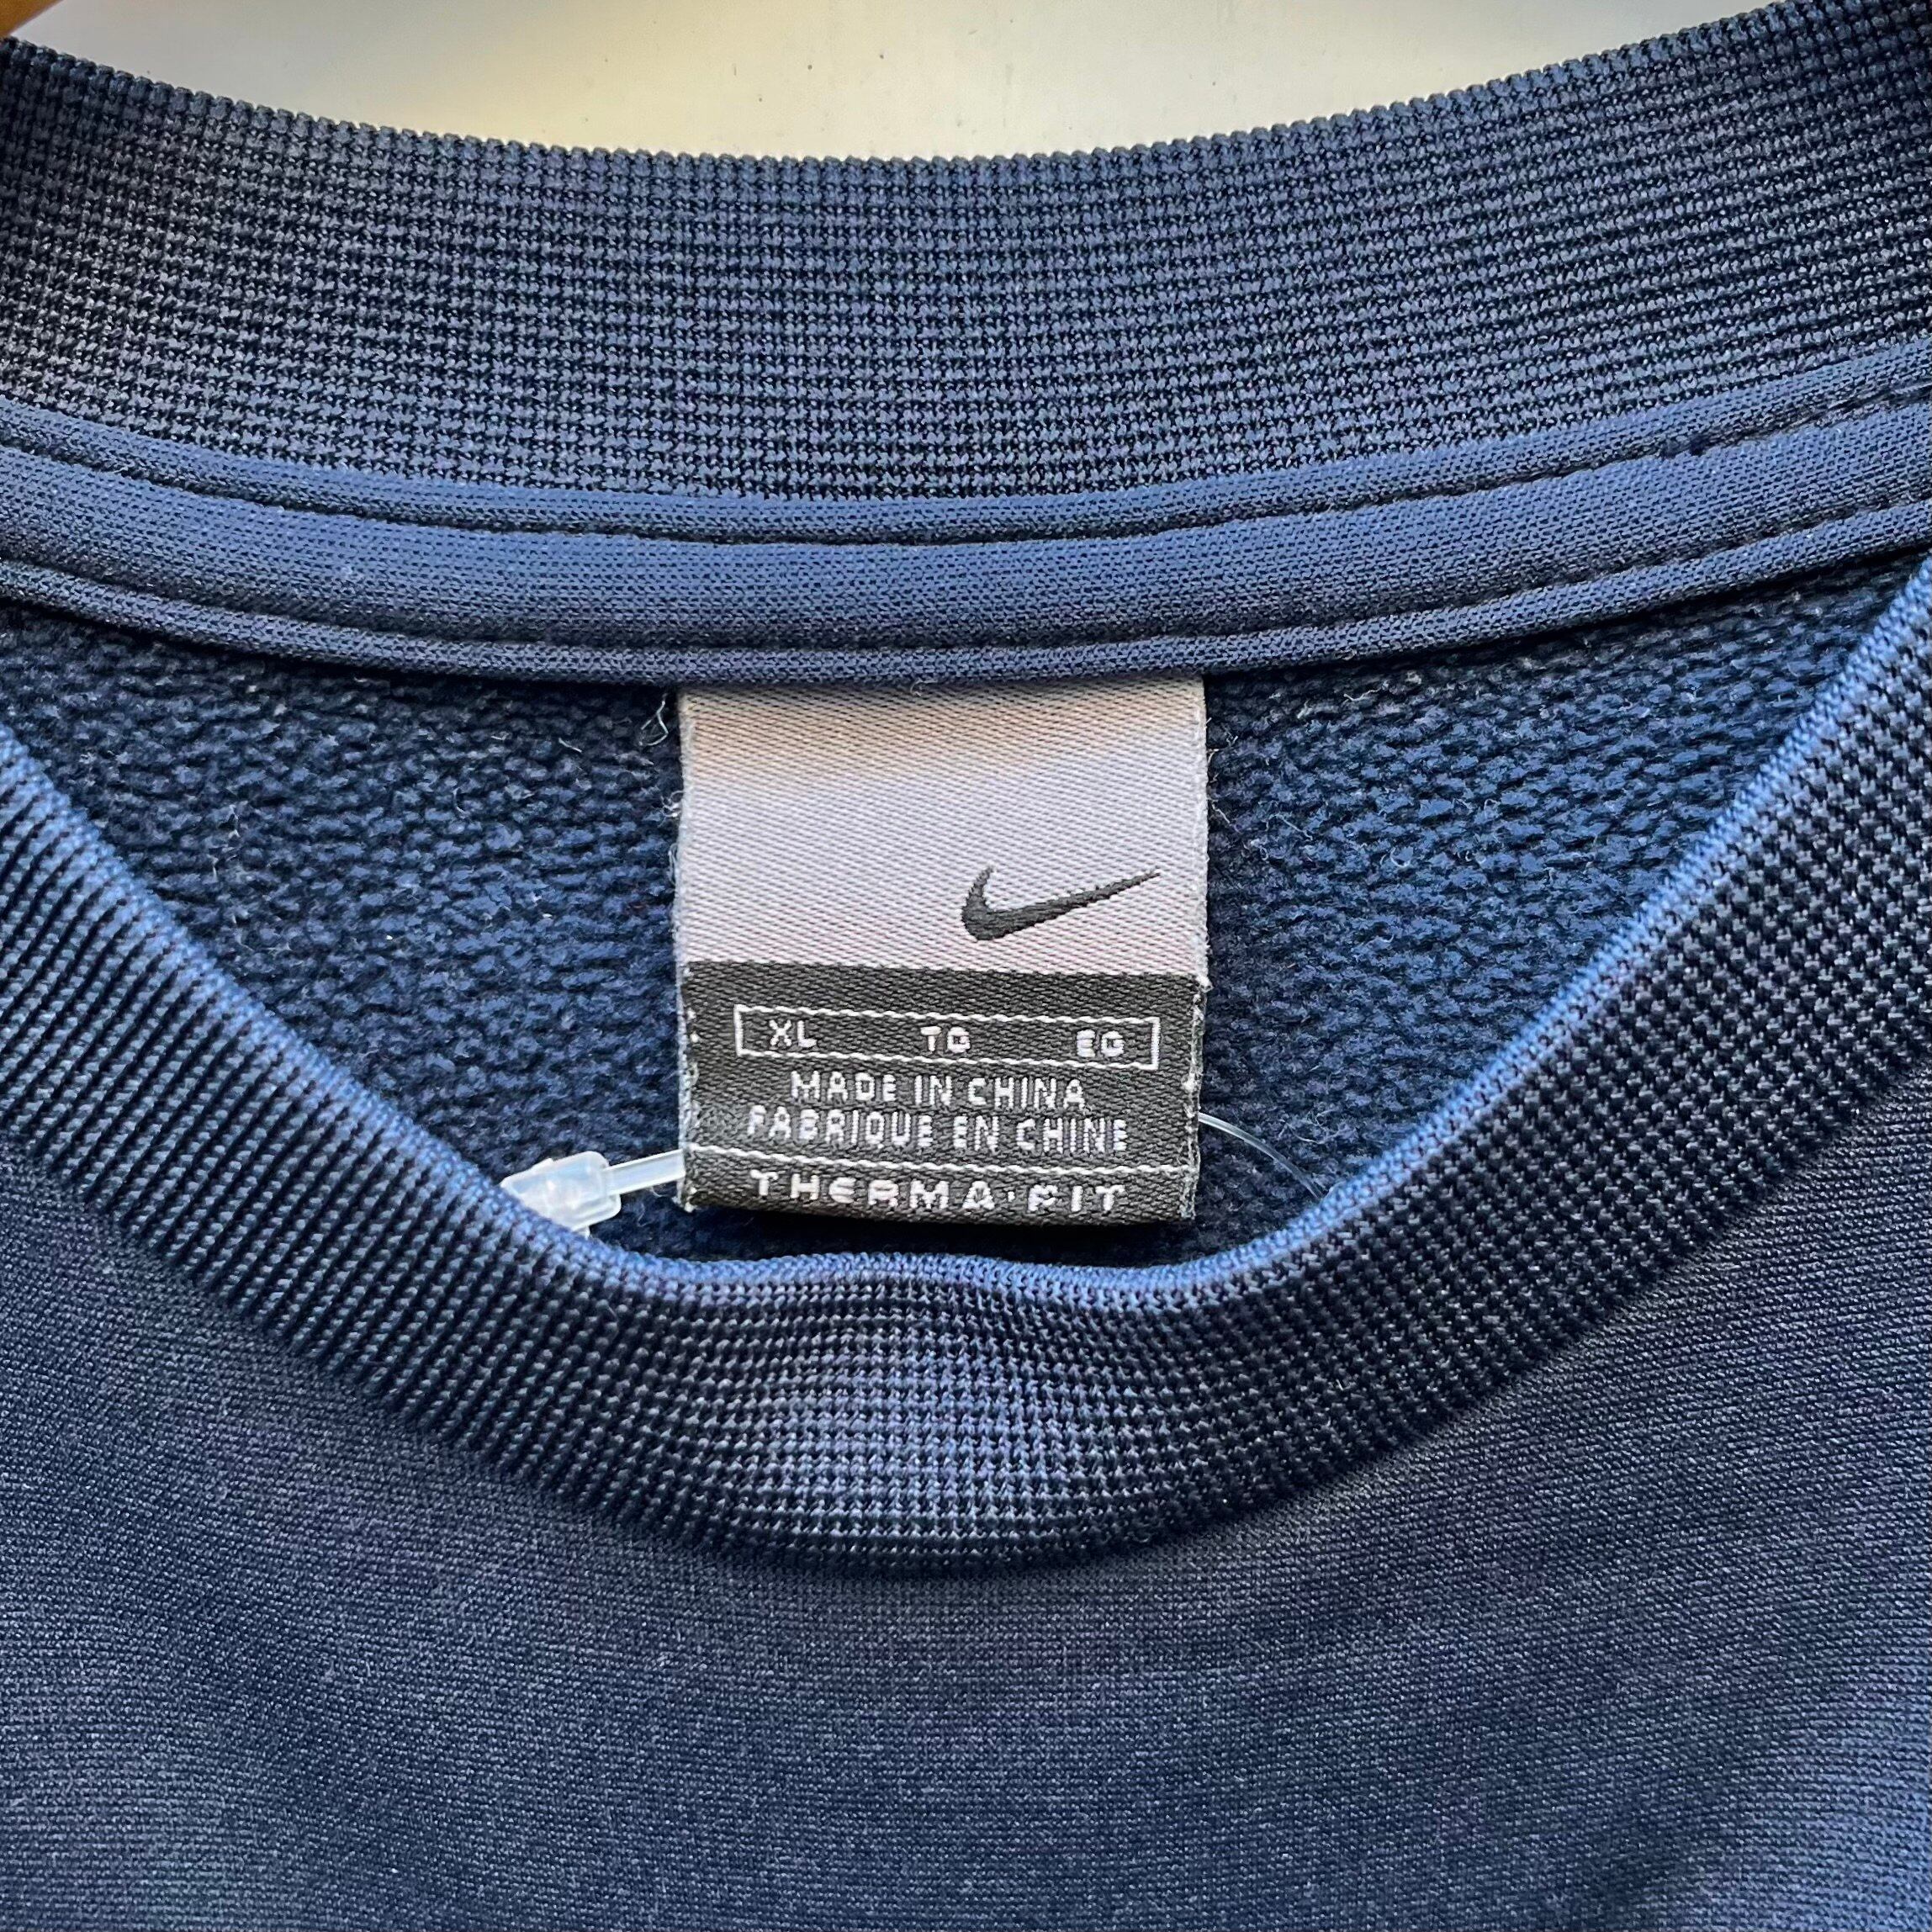 XL TG EG
MADE IN CHINA
FABRIQUE EN CHINE
THERMA·FIT